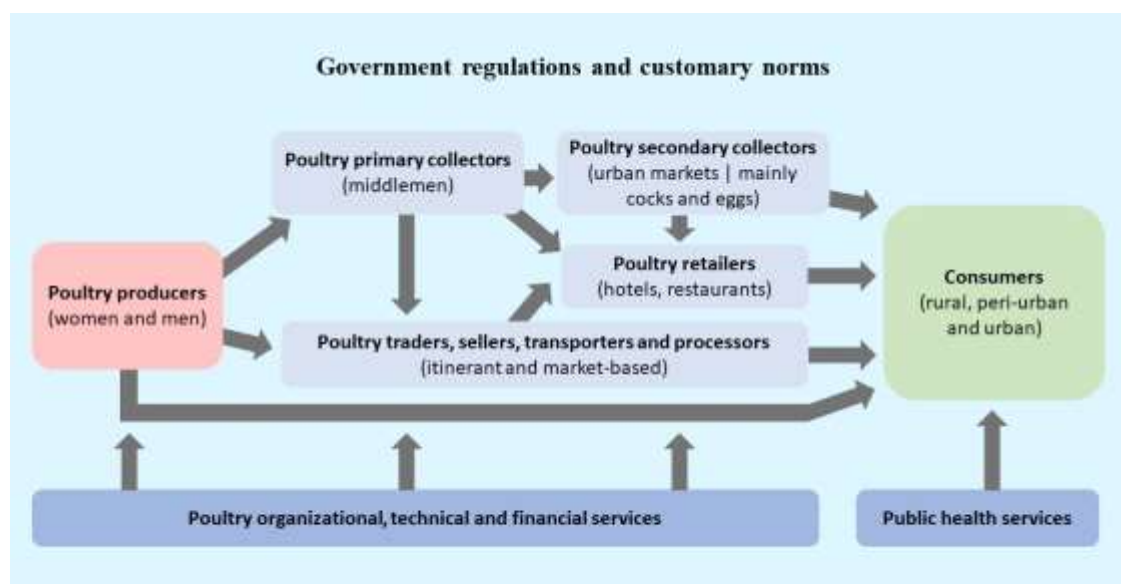 Government regulations and customary norms
Poultry primary collectors
(middlemen)
Poultry secondary collectors
(urban markets | mainly
cocks and eggs)
Poultry producers
(women and men)
Poultry retailers
(hotels, restaurants)
Consumers
(rural, peri-urban
and urban)
Poultry traders, sellers, transporters and processors
(itinerant and market-based)
Poultry organizational, technical and financial services
Public health services